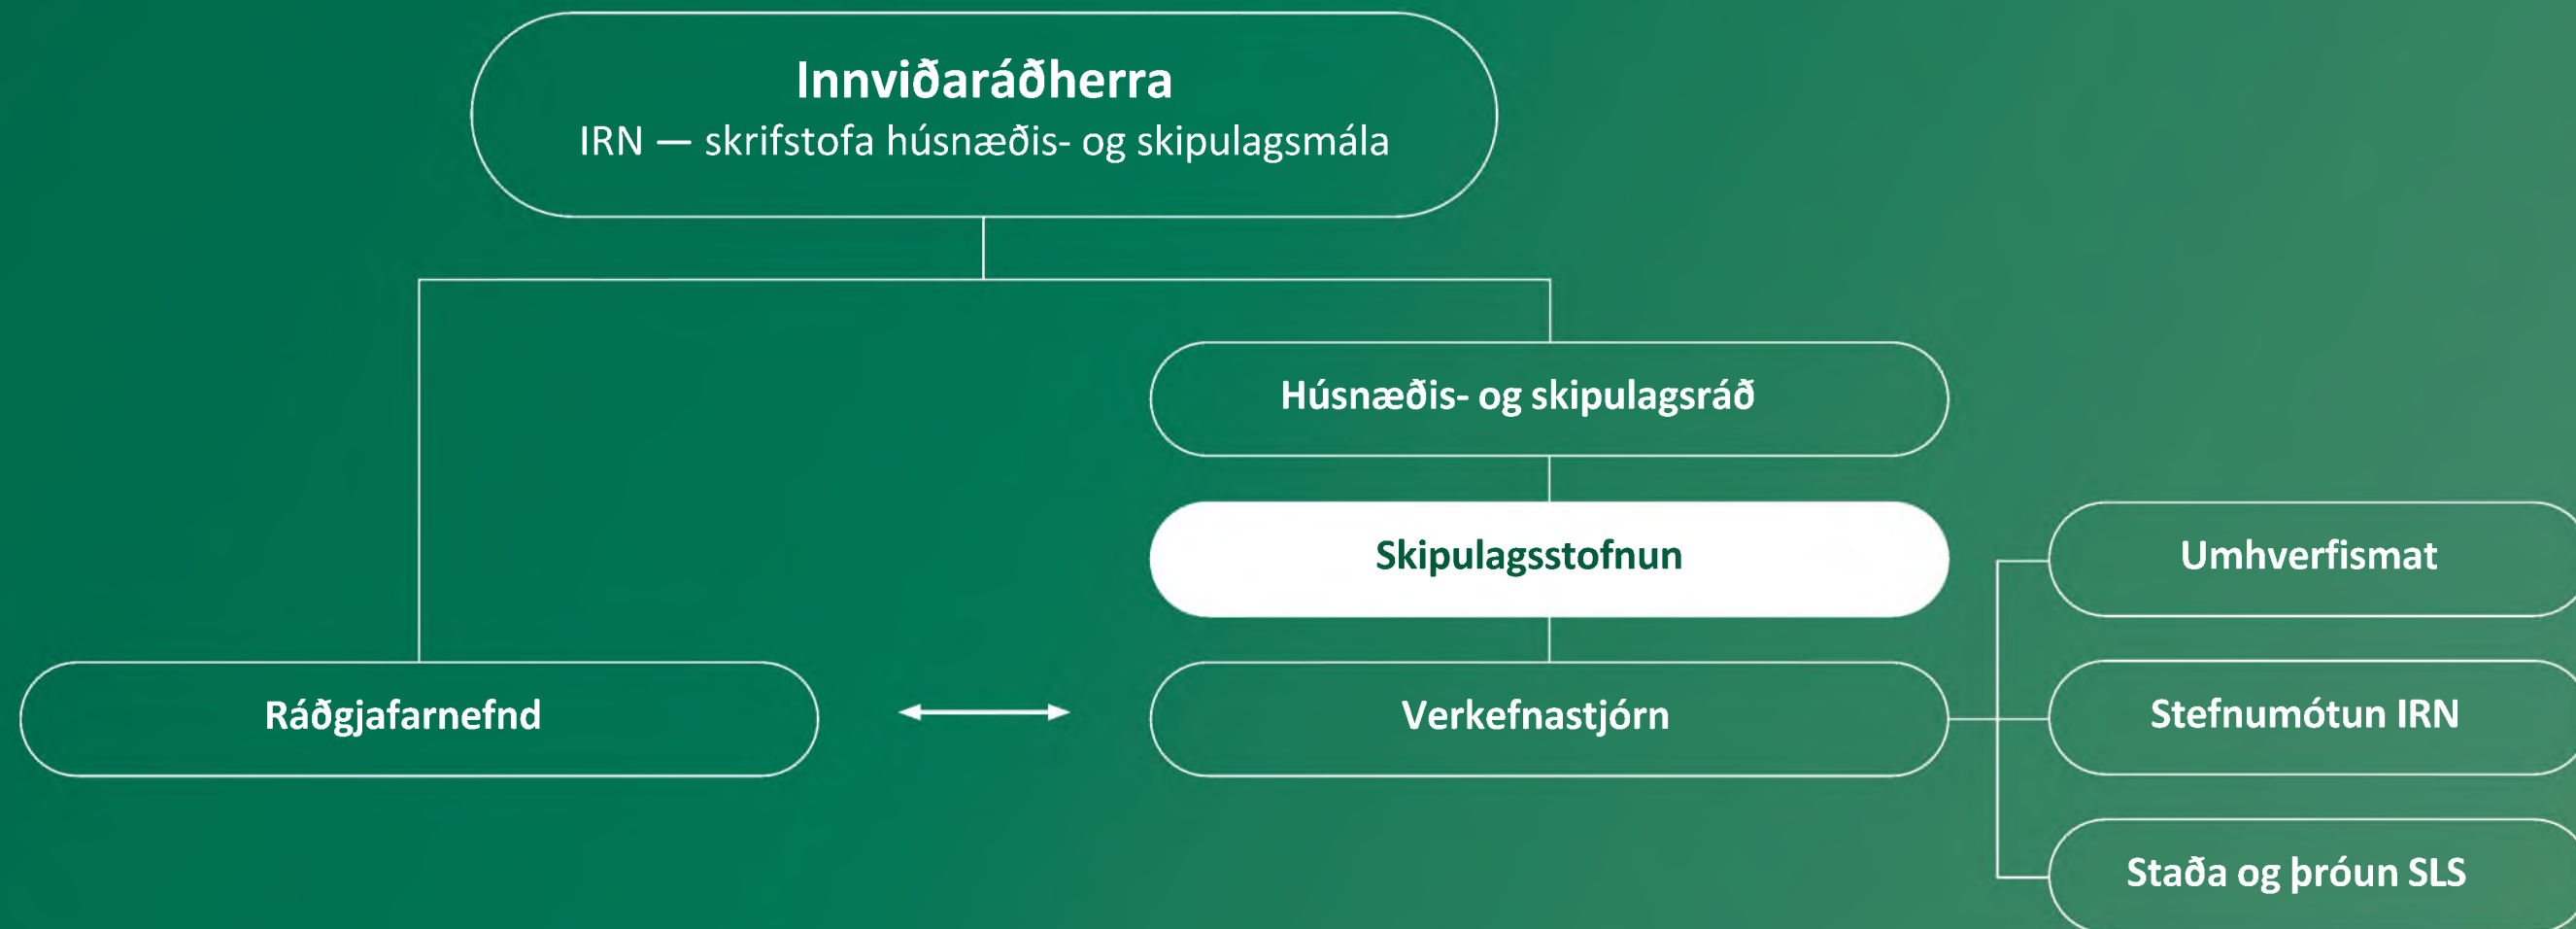 Innviðaráðherra
IRN — skrifstofa húsnæðis- og skipulagsmála
Húsnæðis- og skipulagsráð
Skipulagsstofnun
Umhverfismat
Ráðgjafarnefnd
Verkefnastjórn
Stefnumótun IRN
Staða og þróun SLS